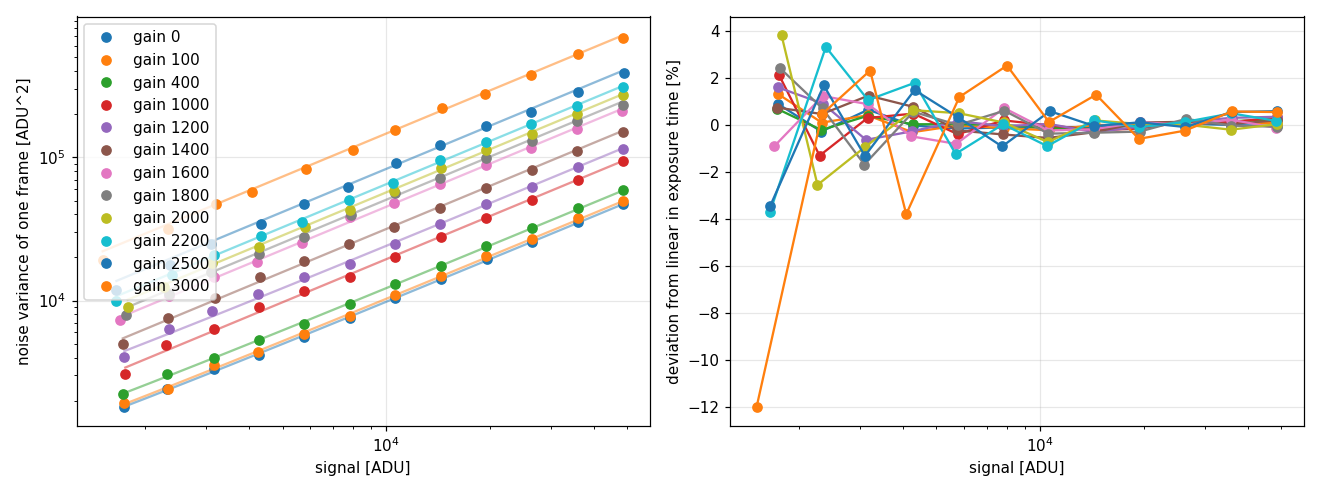 noise variance of one frame [ADU^2]
10^5
10^4
gain 0
gain 100
gain 400
gain 1000
gain 1200
gain 1400
gain 1600
gain 1800
gain 2000
gain 2200
gain 2500
gain 3000
10^4
signal [ADU]
deviation from linear in exposure time [%]
4
2
0
−2
−4
−6
−8
−10
−12
10^4
signal [ADU]